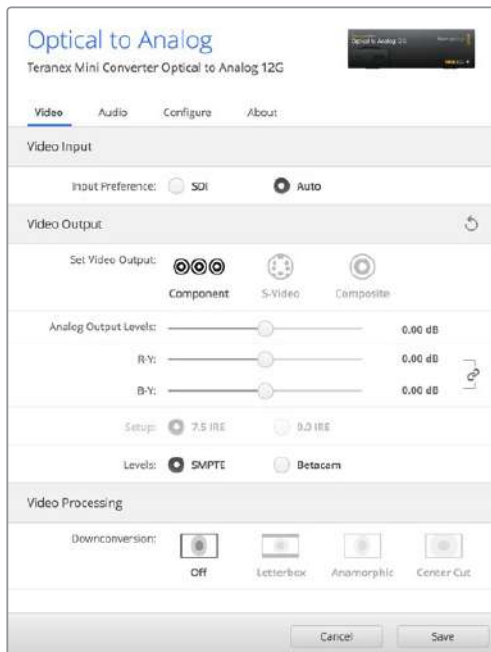 Optical to Analog
Teranex Mini Converter Optical to Analog 12G
Video Audio Configure About
Video Input
Input Preference: SDI Auto
Video Output
Set Video Output:
Component S-Video Composite
Analog Output Levels: 0.00 dB
R-Y: 0.00 dB
B-Y: 0.00 dB
Setup: 7.5 IRE 0.0 IRE
Levels: SMPTE Betacam
Video Processing
Downconversion:
Off Letterbox Anamorphic Center Cut
Cancel Save